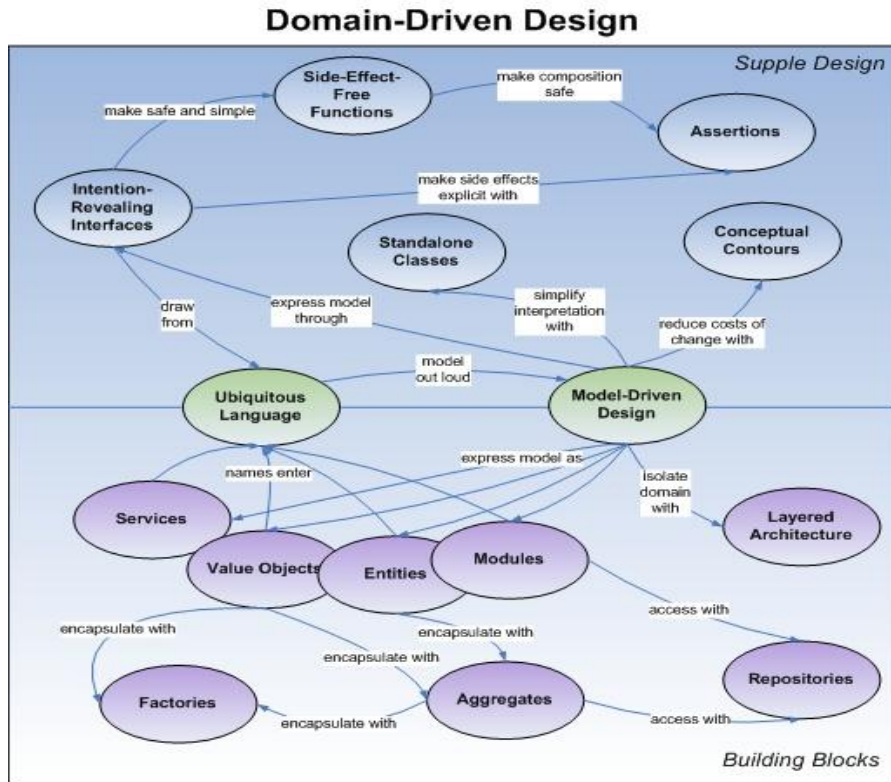 Domain-Driven Design
Supple Design
Side-Effect-
Free
Functions
make composition
safe
make safe and simple
Assertions
Intention-
Revealing
Interfaces
make side effects
explicit with
Standalone
Classes
Conceptual
Contours
draw
from
express model
through
simplify
interpretation
with
reduce costs of
change with
model
out loud
Ubiquitous
Language
Model-Driven
Design
express model as
names enter
isolate
domain
with
Services
Value Objects
Entities
Modules
Layered
Architecture
access with
encapsulate with
encapsulate with
encapsulate with
Factories
Aggregates
Repositories
encapsulate with
access with
Building Blocks